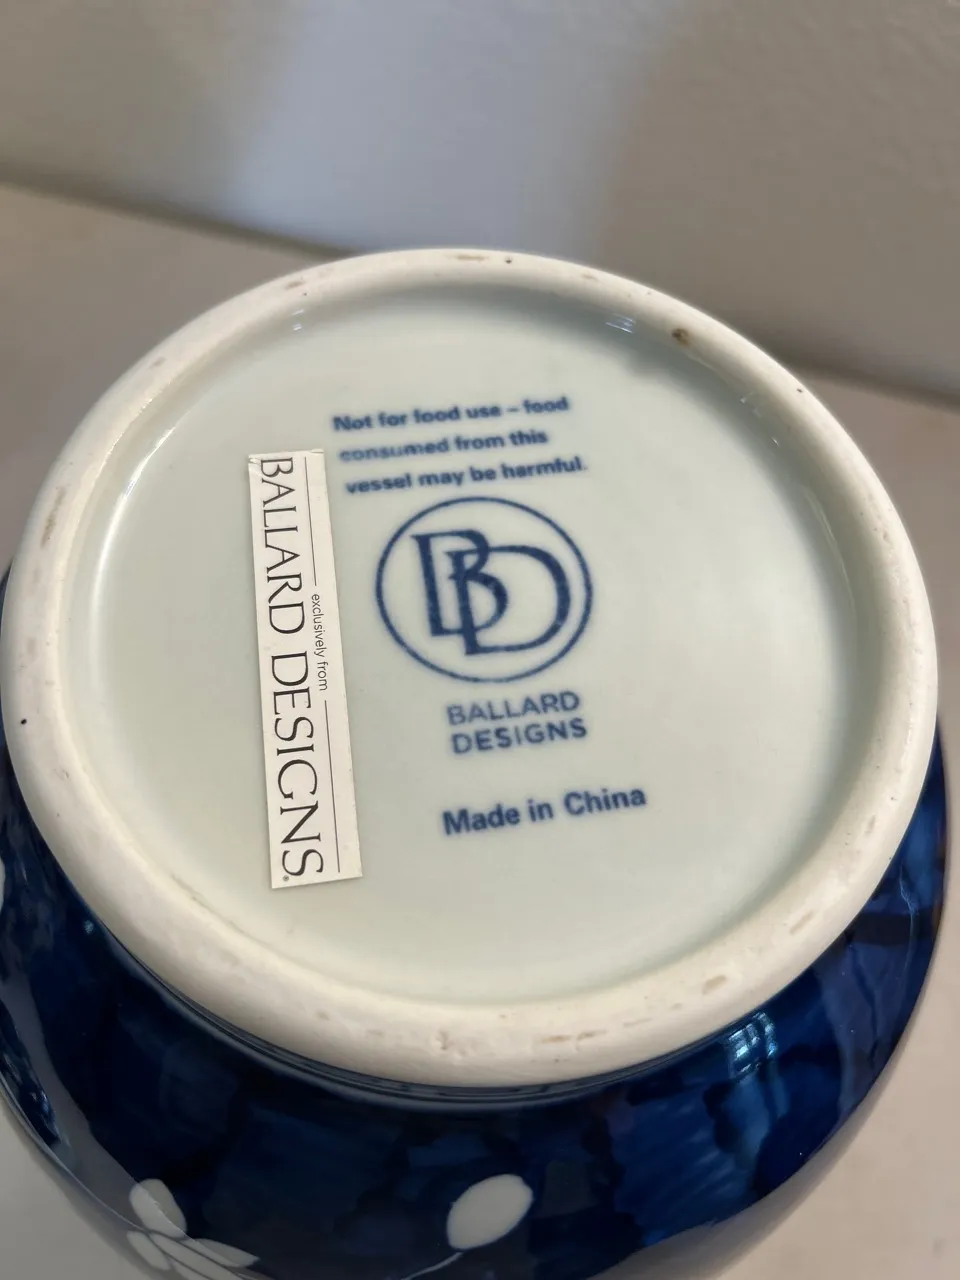 Not for food use – food
consumed from this
vessel may be harmful.
BD
BALLARD
DESIGNS
Made in China
exclusively from
BALLARD DESIGNS®